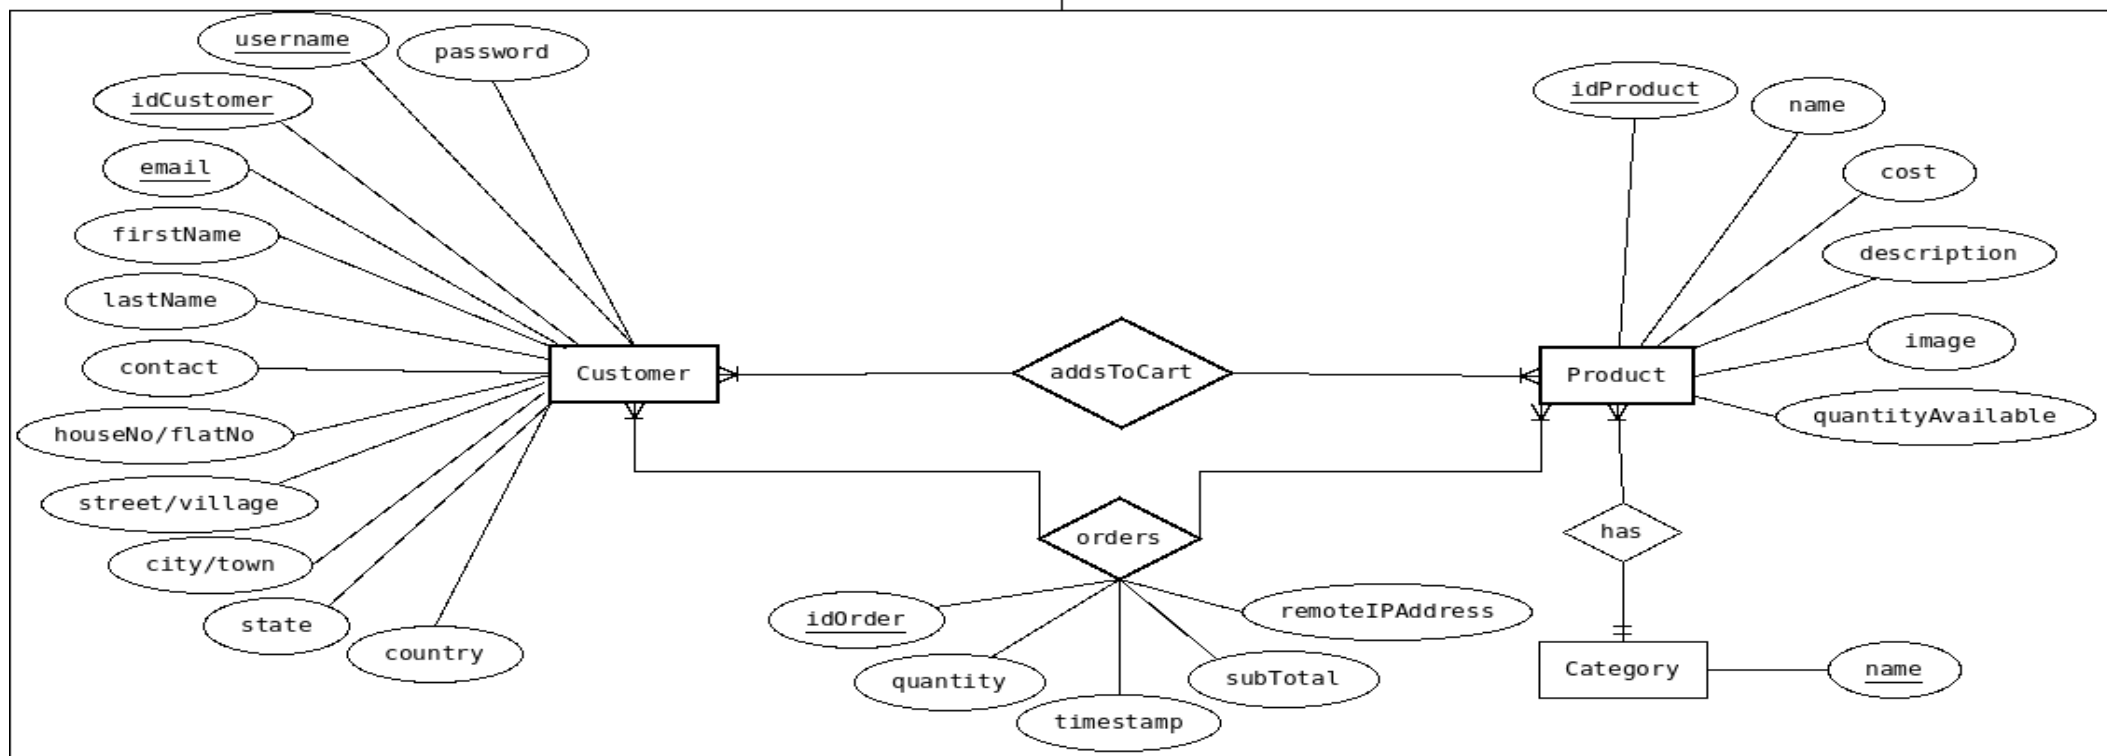 username
password
idCustomer
email
firstName
lastName
contact
houseNo/flatNo
street/village
city/town
state
country
Customer
addsToCart
orders
idOrder
quantity
timestamp
subTotal
remoteIPAddress
idProduct
name
cost
description
image
quantityAvailable
Product
has
Category
name